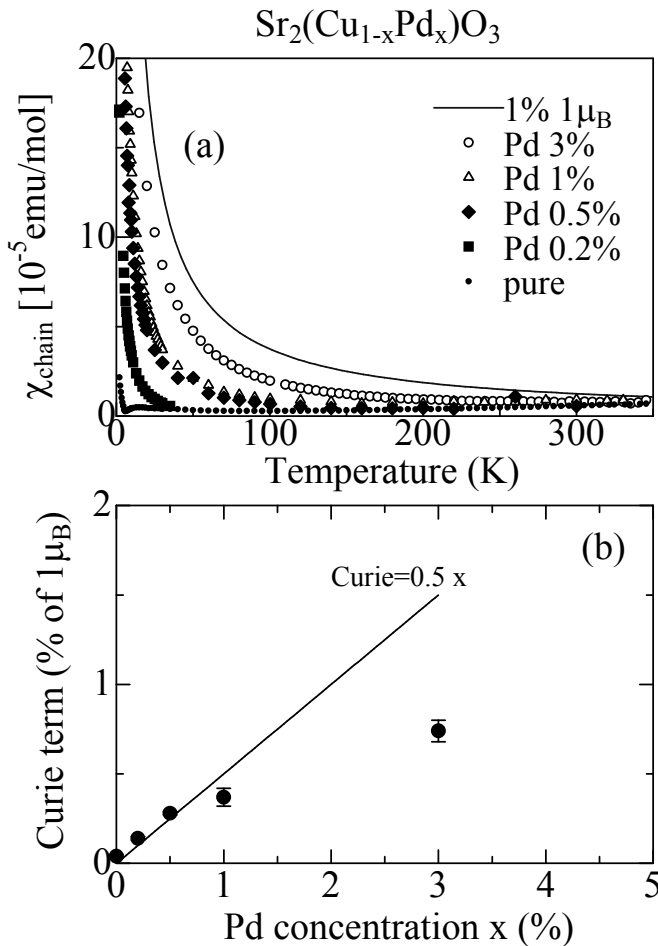 Sr₂(Cu₁₋ₓPdₓ)O₃
20
10
0
χchain [10⁻⁵emu/mol]
(a)
1% 1μB
Pd 3%
Pd 1%
Pd 0.5%
Pd 0.2%
pure
0 100 200 300
Temperature (K)
2
1
0
Curie term (% of 1μB)
(b)
Curie=0.5 x
0 1 2 3 4 5
Pd concentration x (%)